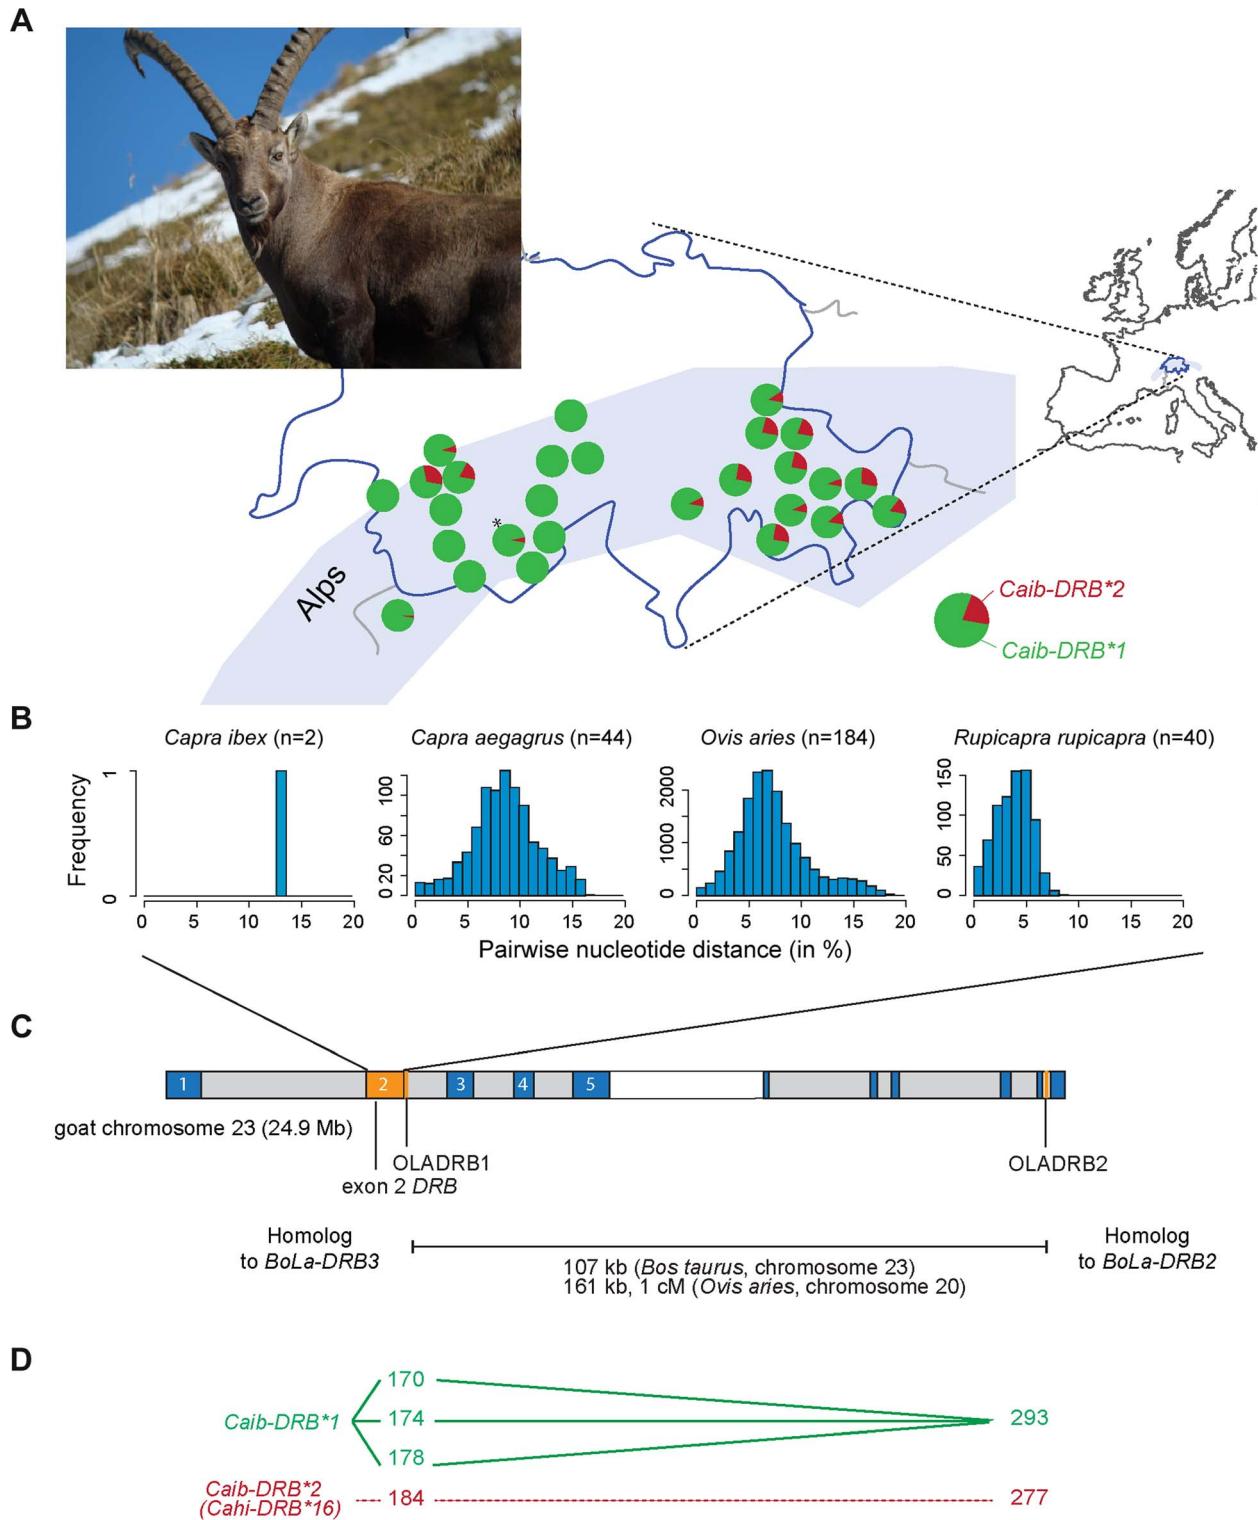 A
*
Alps
Caib-DRB*2
Caib-DRB*1
B
Capra ibex (n=2)
Capra aegagrus (n=44)
Ovis aries (n=184)
Rupicapra rupicapra (n=40)
Frequency
0 1
0 5 10 15 20
0 20 60 100
0 5 10 15 20
0 1000 2000
0 5 10 15 20
0 50 100 150
0 5 10 15 20
Pairwise nucleotide distance (in %)
C
1 2 3 4 5
goat chromosome 23 (24.9 Mb)
OLADRB1
exon 2 DRB
OLADRB2
Homolog
to BoLa-DRB3
107 kb (Bos taurus, chromosome 23)
161 kb, 1 cM (Ovis aries, chromosome 20)
Homolog
to BoLa-DRB2
D
170
Caib-DRB*1 174 293
178
Caib-DRB*2
(Cahi-DRB*16)
184 277